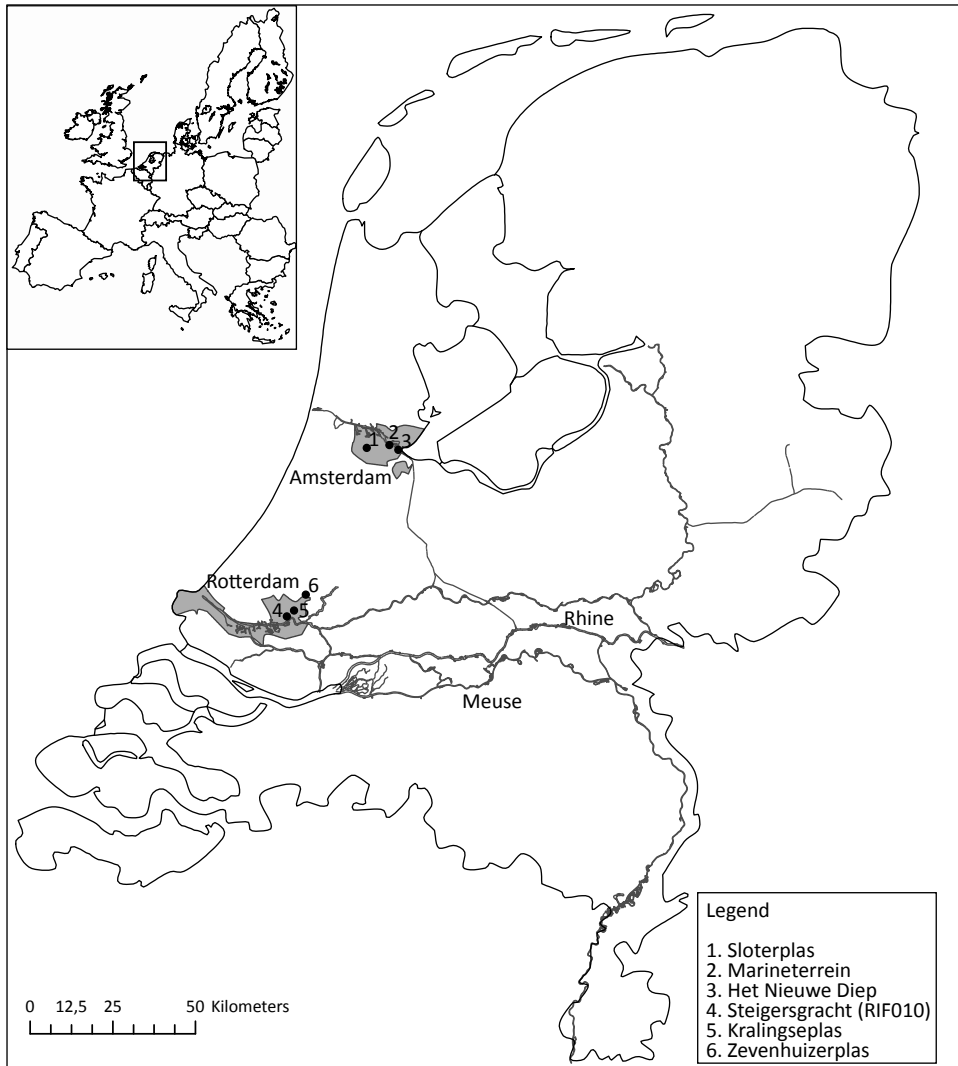 1
2
3
Amsterdam
Rotterdam
6
4
5
Rhine
Meuse
Legend
1. Sloterplas
2. Marineterrein
3. Het Nieuwe Diep
4. Steigersgracht (RIF010)
5. Kralingseplas
6. Zevenhuizerplas
0 12,5 25 50 Kilometers